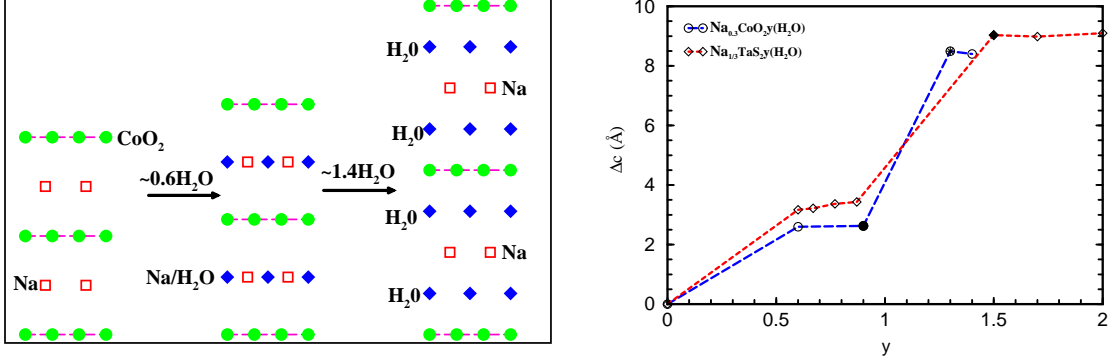 H₂0
Na
H₂0
CoO₂
~0.6H₂O
~1.4H₂O
H₂0
Na
Na/H₂O
Na
H₂0
Na₀.₃CoO₂y(H₂O)
Na₁/₃TaS₂y(H₂O)
10
8
6
4
2
0
Δc (Å)
0
0.5
1
1.5
2
y